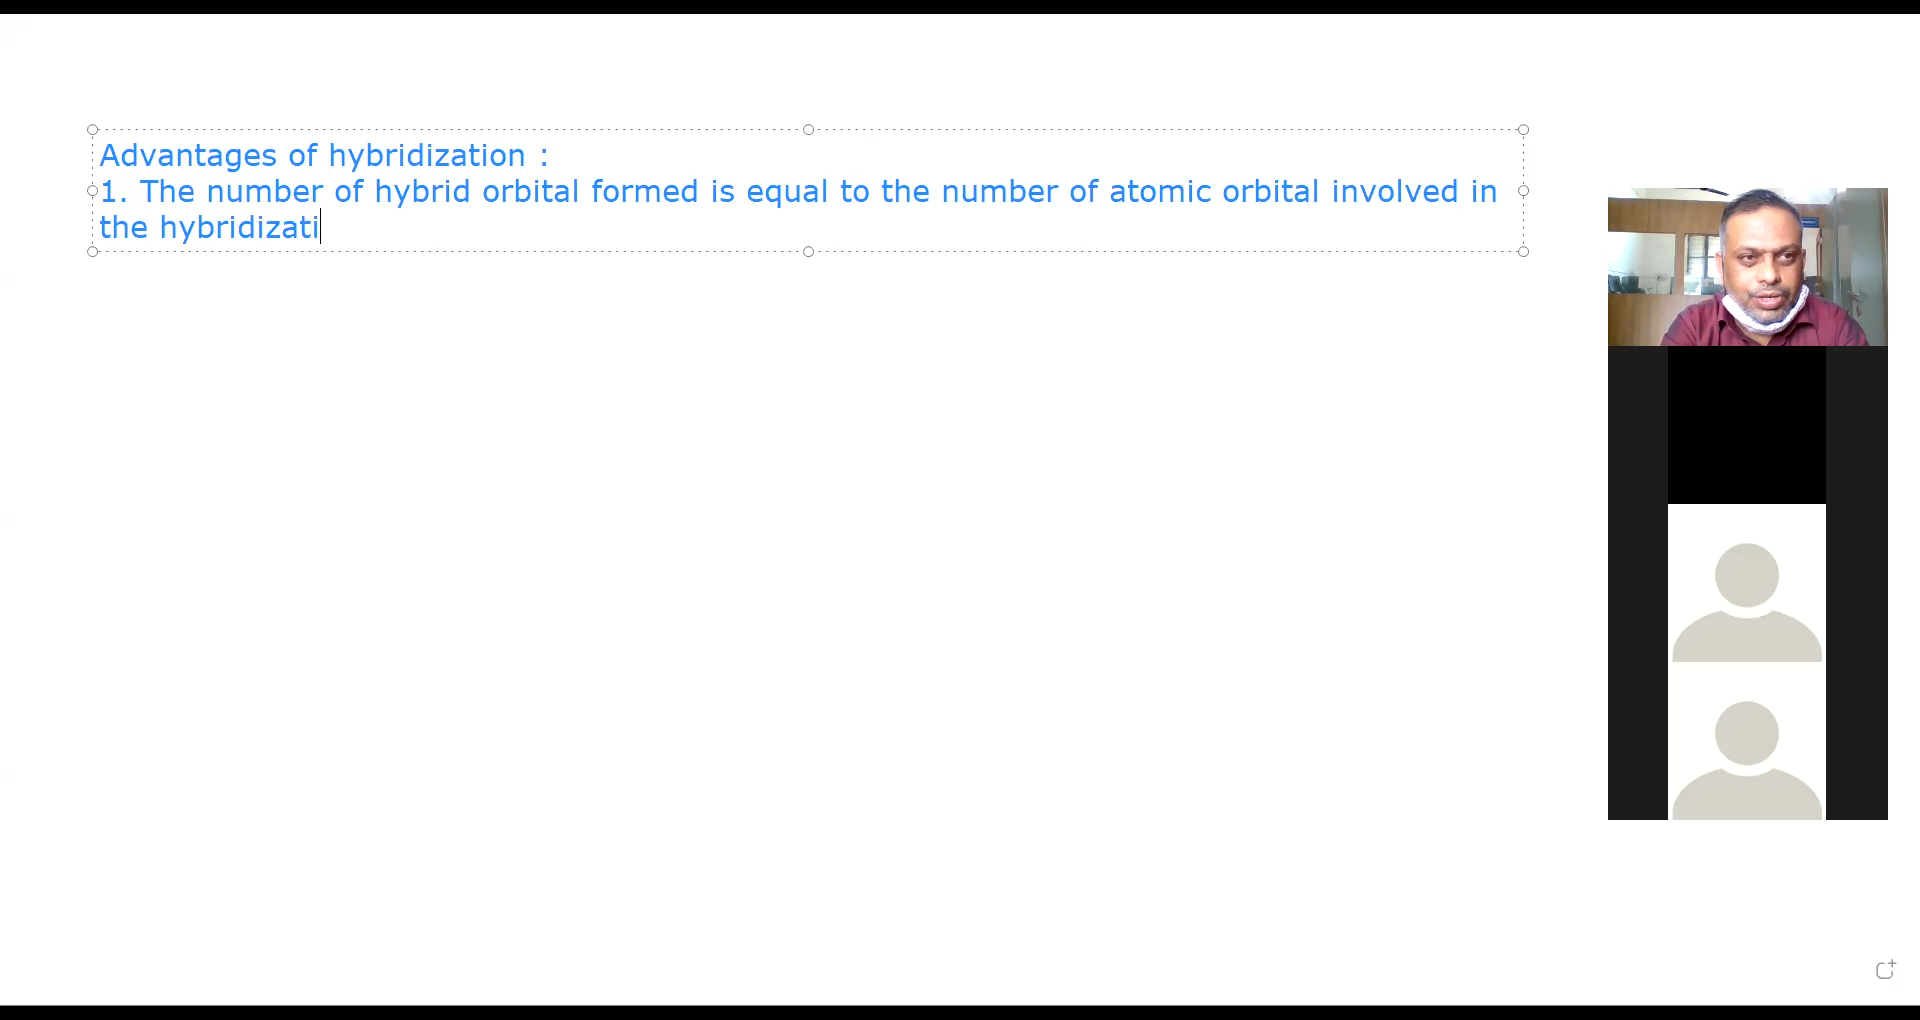 Advantages of hybridization :
1. The number of hybrid orbital formed is equal to the number of atomic orbital involved in
the hybridizati